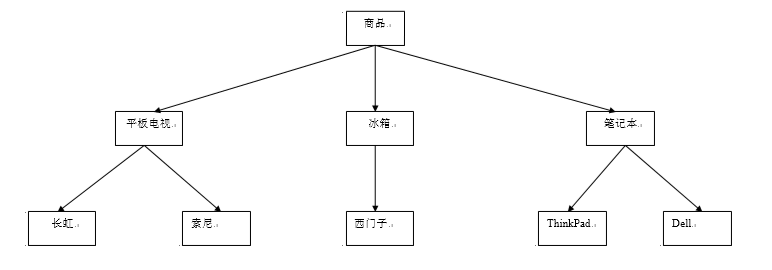 商品
平板电视
冰箱
笔记本
长虹
索尼
西门子
ThinkPad
Dell